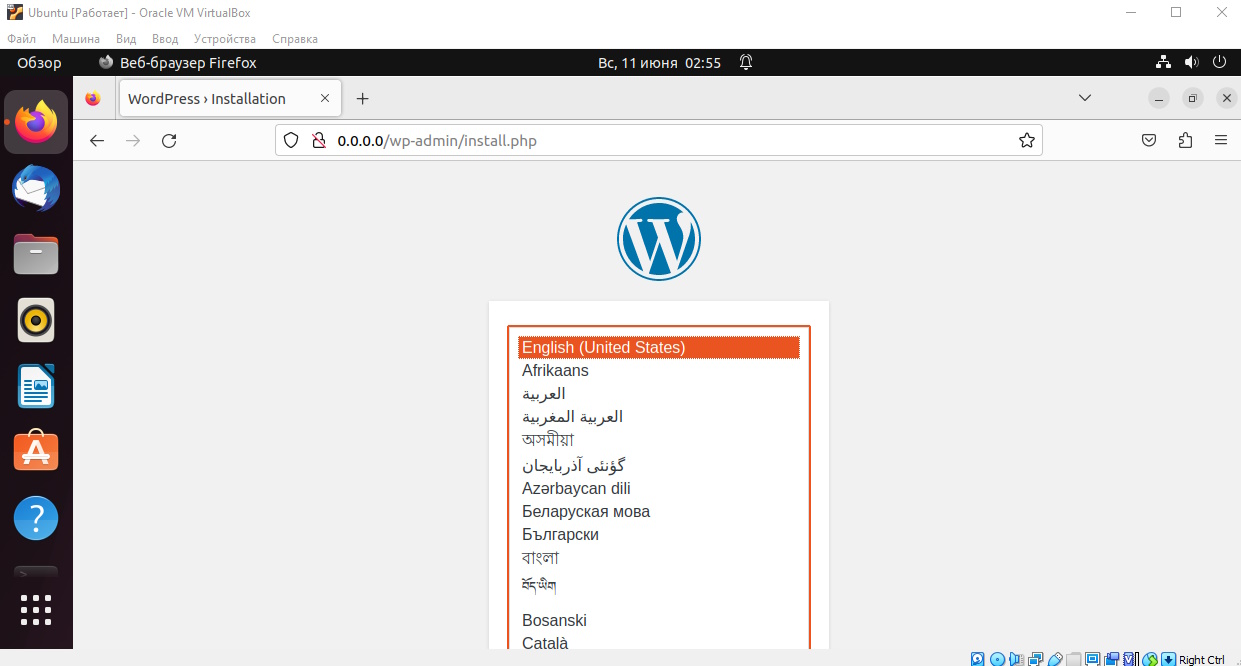 Ubuntu [Работает] - Oracle VM VirtualBox
Файл Машина Вид Ввод Устройства Справка
Обзор Веб-браузер Firefox Вс, 11 июня 02:55
WordPress › Installation
0.0.0.0/wp-admin/install.php
English (United States)
Afrikaans
العربية
العربية المغربية
অসমীয়া
گؤنئی آذربایجان
Azərbaycan dili
Беларуская мова
Български
বাংলা
བོད་ཡིག
Bosanski
Català
Right Ctrl